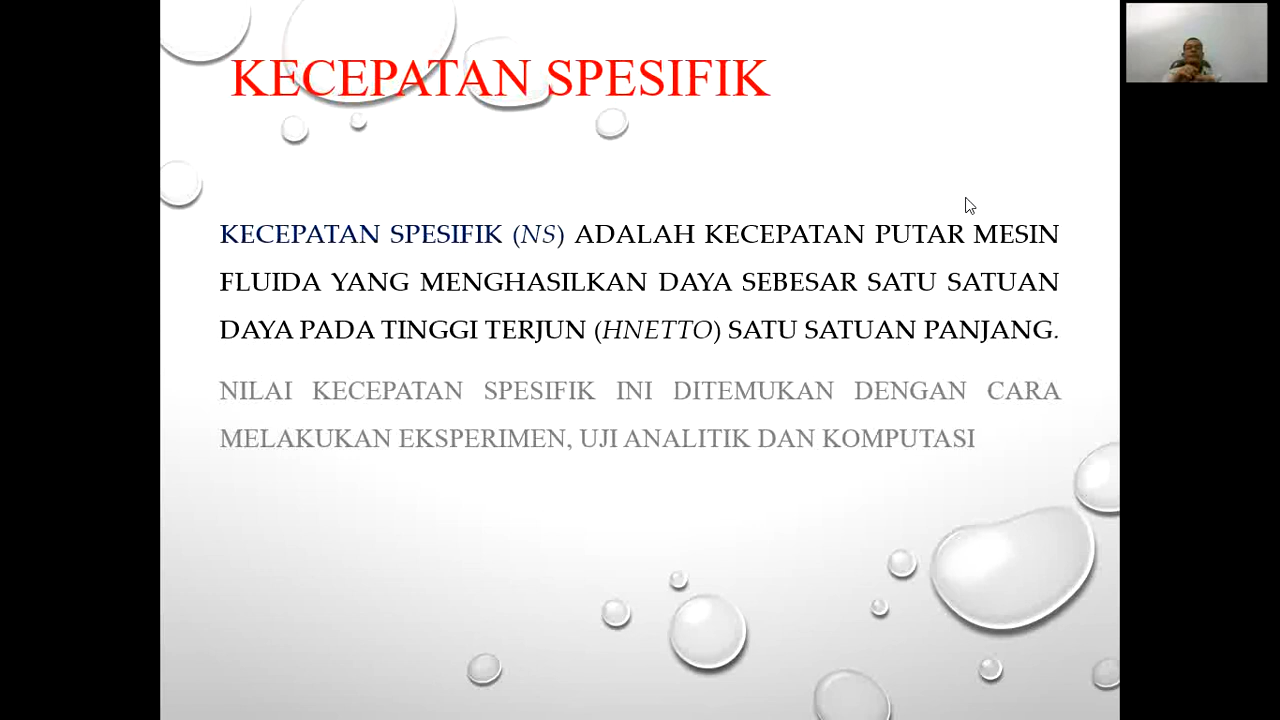 KECEPATAN SPESIFIK
KECEPATAN SPESIFIK (NS) ADALAH KECEPATAN PUTAR MESIN
FLUIDA YANG MENGHASILKAN DAYA SEBESAR SATU SATUAN
DAYA PADA TINGGI TERJUN (HNETTO) SATU SATUAN PANJANG.
NILAI KECEPATAN SPESIFIK INI DITEMUKAN DENGAN CARA
MELAKUKAN EKSPERIMEN, UJI ANALITIK DAN KOMPUTASI